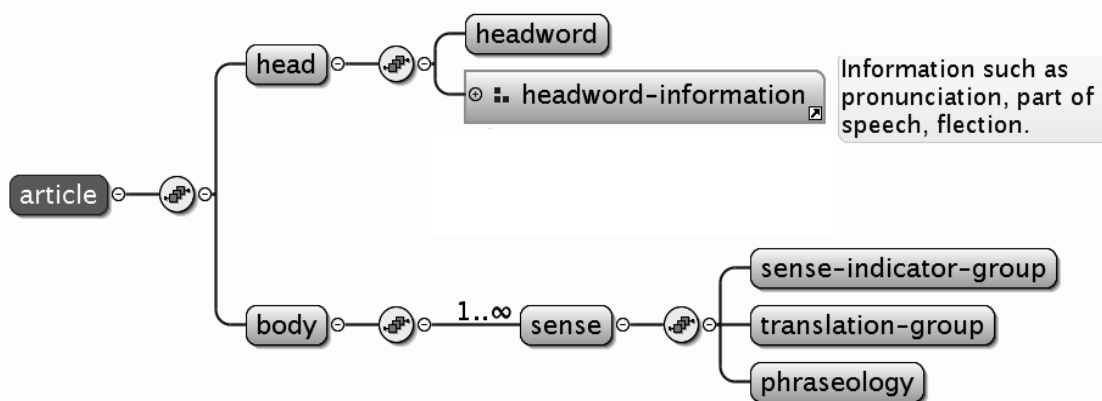 headword
head
headword-information
Information such as
pronunciation, part of
speech, flection.
article
sense-indicator-group
body
1..∞
sense
translation-group
phraseology